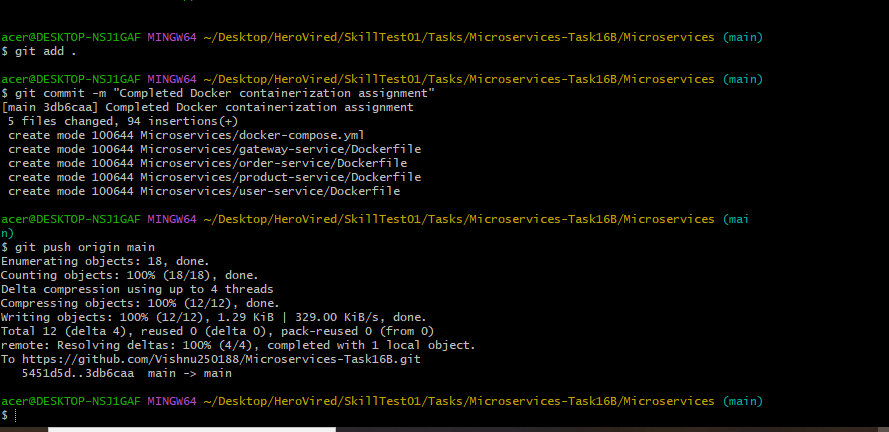 acer@DESKTOP-NSJ1GAF MINGW64 ~/Desktop/HeroVired/SkillTest01/Tasks/Microservices-Task16B/Microservices (main)
$ git add .
acer@DESKTOP-NSJ1GAF MINGW64 ~/Desktop/HeroVired/SkillTest01/Tasks/Microservices-Task16B/Microservices (main)
$ git commit -m "Completed Docker containerization assignment"
[main 3db6caa] Completed Docker containerization assignment
 5 files changed, 94 insertions(+)
 create mode 100644 Microservices/docker-compose.yml
 create mode 100644 Microservices/gateway-service/Dockerfile
 create mode 100644 Microservices/order-service/Dockerfile
 create mode 100644 Microservices/product-service/Dockerfile
 create mode 100644 Microservices/user-service/Dockerfile
acer@DESKTOP-NSJ1GAF MINGW64 ~/Desktop/HeroVired/SkillTest01/Tasks/Microservices-Task16B/Microservices (mai
n)
$ git push origin main
Enumerating objects: 18, done.
Counting objects: 100% (18/18), done.
Delta compression using up to 4 threads
Compressing objects: 100% (12/12), done.
Writing objects: 100% (12/12), 1.29 KiB | 329.00 KiB/s, done.
Total 12 (delta 4), reused 0 (delta 0), pack-reused 0 (from 0)
remote: Resolving deltas: 100% (4/4), completed with 1 local object.
To https://github.com/Vishnu250188/Microservices-Task16B.git
   5451d5d..3db6caa  main -> main
acer@DESKTOP-NSJ1GAF MINGW64 ~/Desktop/HeroVired/SkillTest01/Tasks/Microservices-Task16B/Microservices (main)
$